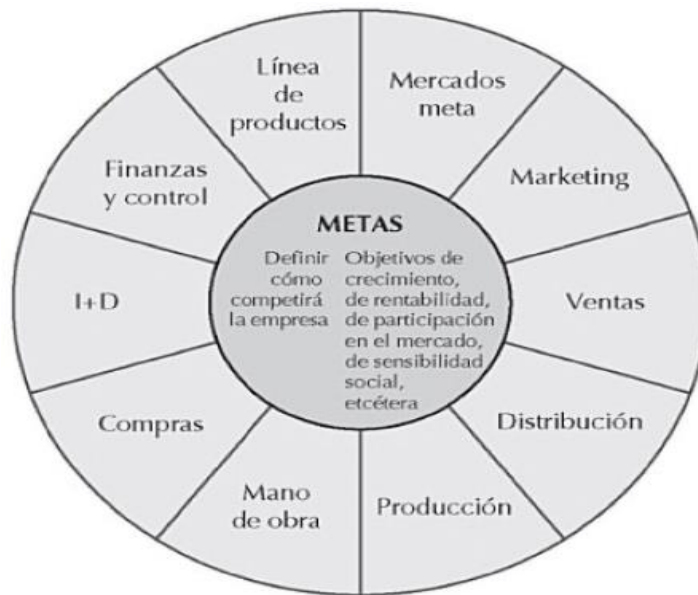 Línea
de
productos
Mercados
meta
Marketing
Ventas
Distribución
Producción
Mano
de obra
Compras
I+D
Finanzas
y control
METAS
Definir
cómo
competirá
la empresa
Objetivos de
crecimiento,
de rentabilidad,
de participación
en el mercado,
de sensibilidad
social,
etcétera